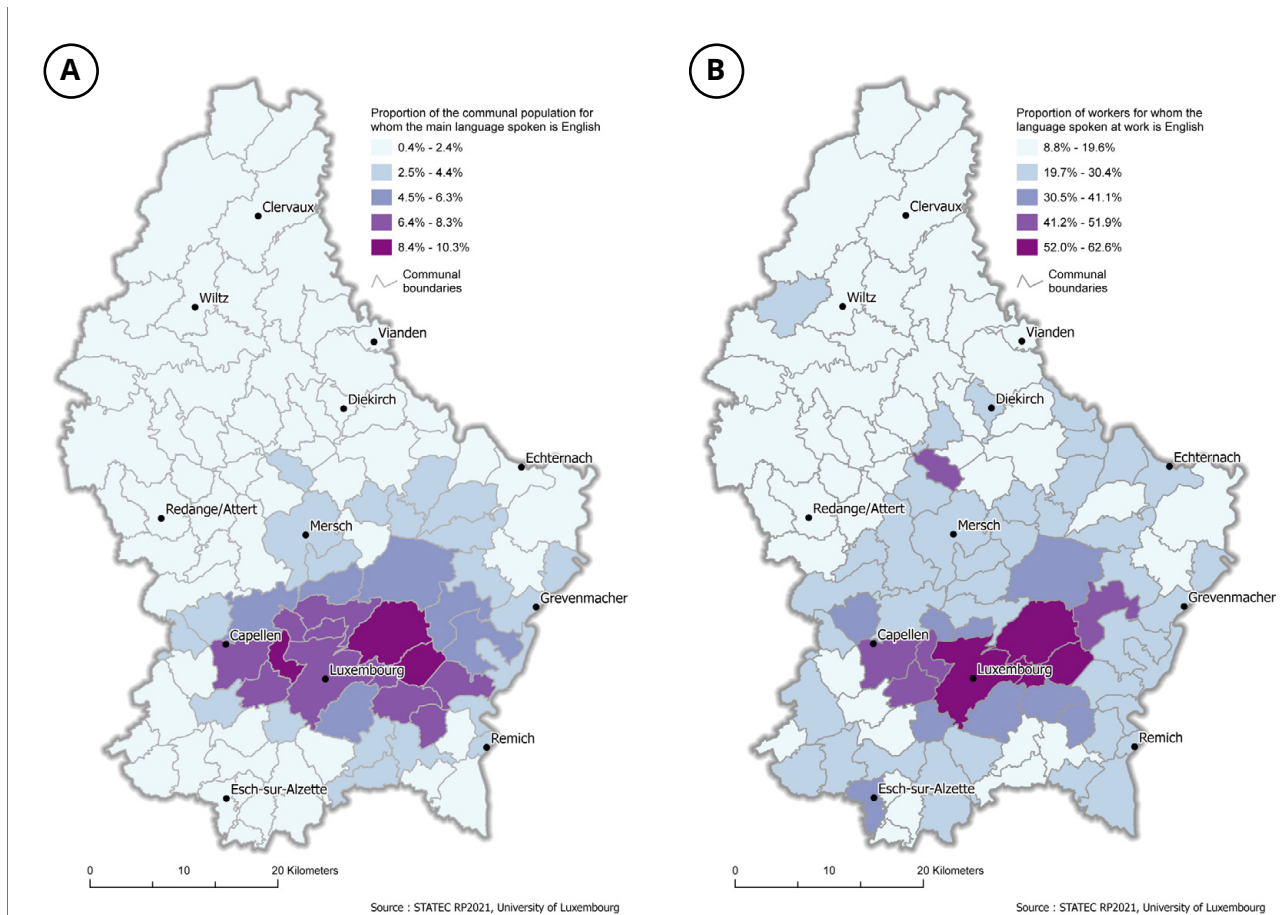 A
Proportion of the communal population for
whom the main language spoken is English
0.4% - 2.4%
2.5% - 4.4%
4.5% - 6.3%
6.4% - 8.3%
8.4% - 10.3%
Communal
boundaries
Clervaux
Wiltz
Vianden
Diekirch
Echternach
Redange/Attert
Mersch
Grevenmacher
Capellen
Luxembourg
Remich
Esch-sur-Alzette
0 10 20 Kilometers
Source : STATEC RP2021, University of Luxembourg
B
Proportion of workers for whom the
language spoken at work is English
8.8% - 19.6%
19.7% - 30.4%
30.5% - 41.1%
41.2% - 51.9%
52.0% - 62.6%
Communal
boundaries
Clervaux
Wiltz
Vianden
Diekirch
Echternach
Redange/Attert
Mersch
Grevenmacher
Capellen
Luxembourg
Remich
Esch-sur-Alzette
0 10 20 Kilometers
Source : STATEC RP2021, University of Luxembourg